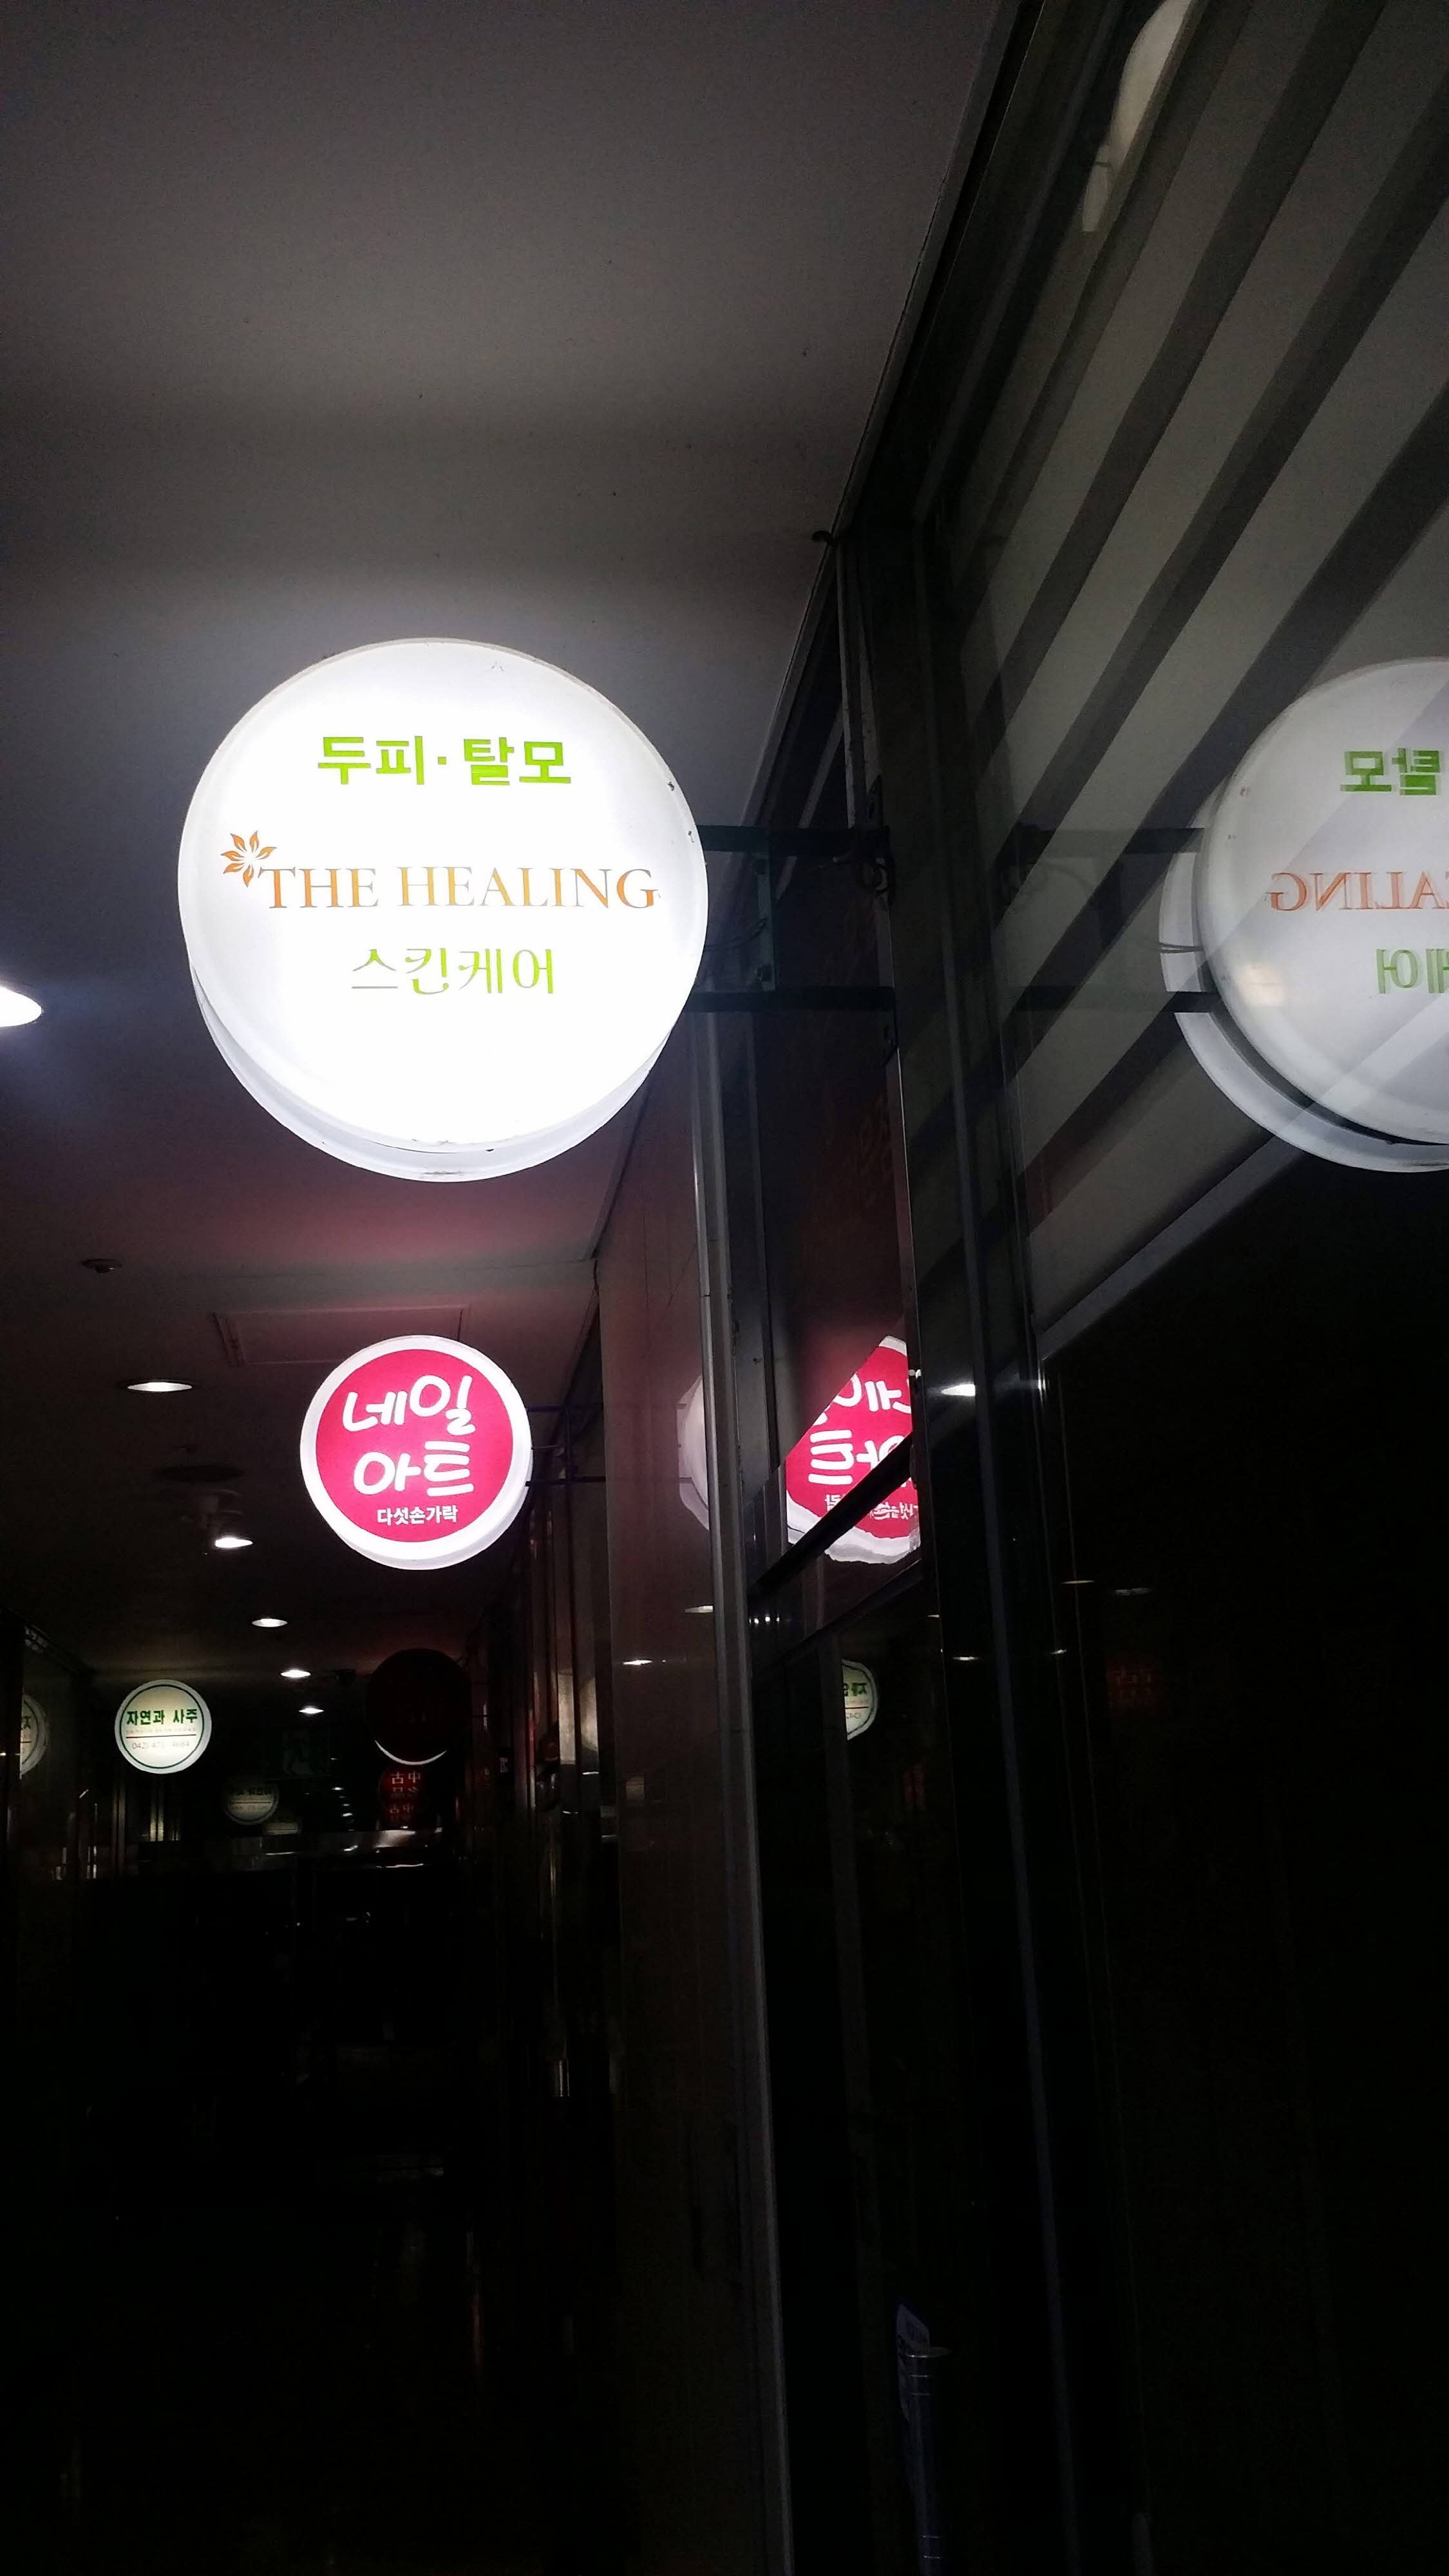 두피·탈모
THE HEALING
스킨케어
네일
아트
다섯손가락
자연과 사주